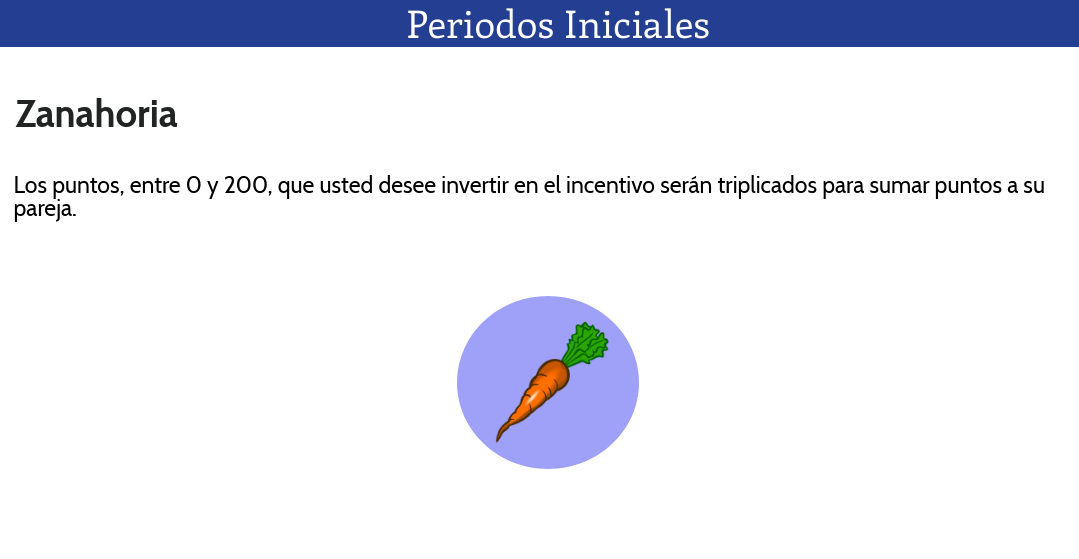 Periodos Iniciales
Zanahoria
Los puntos, entre 0 y 200, que usted desee invertir en el incentivo serán triplicados para sumar puntos a su
pareja.